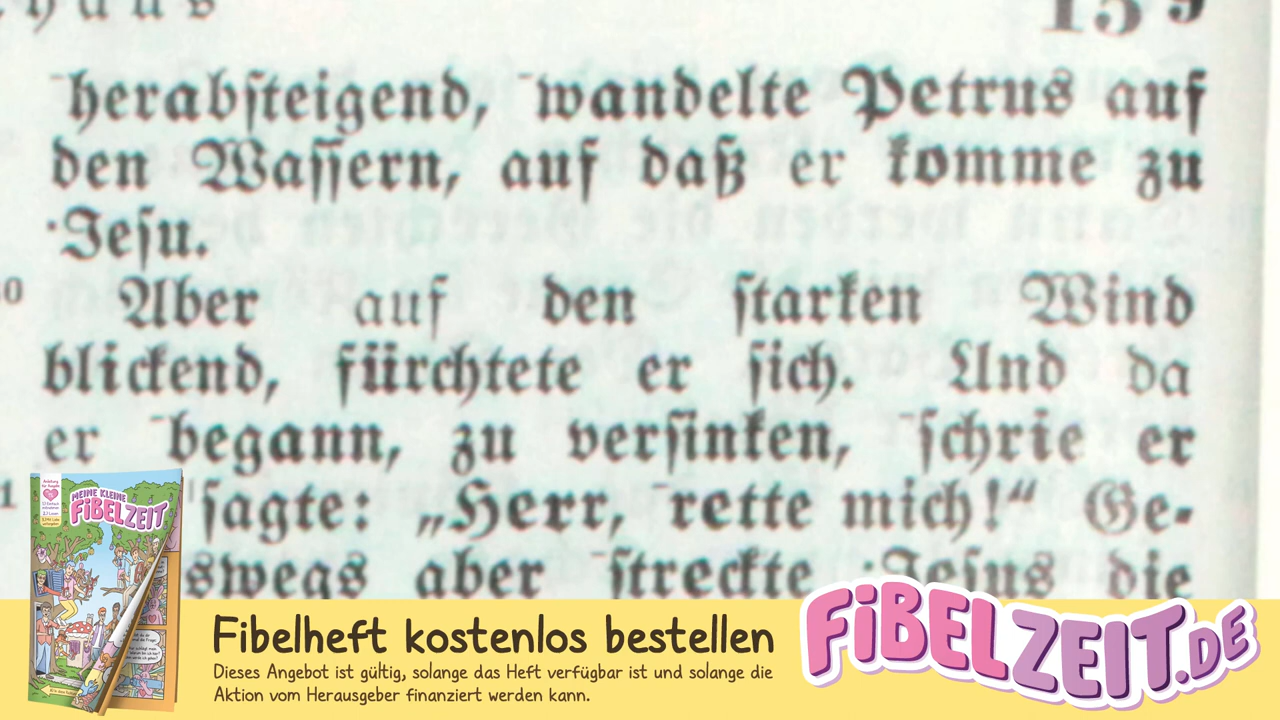 159
‾herabſteigend, ‾wandelte Petrus auf
den Waſſern, auf daß er komme zu
·Jeſu.
Aber auf den ſtarken Wind
blickend, fürchtete er ſich. Und da
er ‾begann, zu verſinken, ‾ſchrie er
ſagte: „Herr, ‾rette mich!“ Ge-
swegs aber ‾ſtreckte ·Jeſus die
MEINE KLEINE
FiBELZEiT
Fibelheft kostenlos bestellen
Dieses Angebot ist gültig, solange das Heft verfügbar ist und solange die
Aktion vom Herausgeber finanziert werden kann.
FiBELZEiT.DE